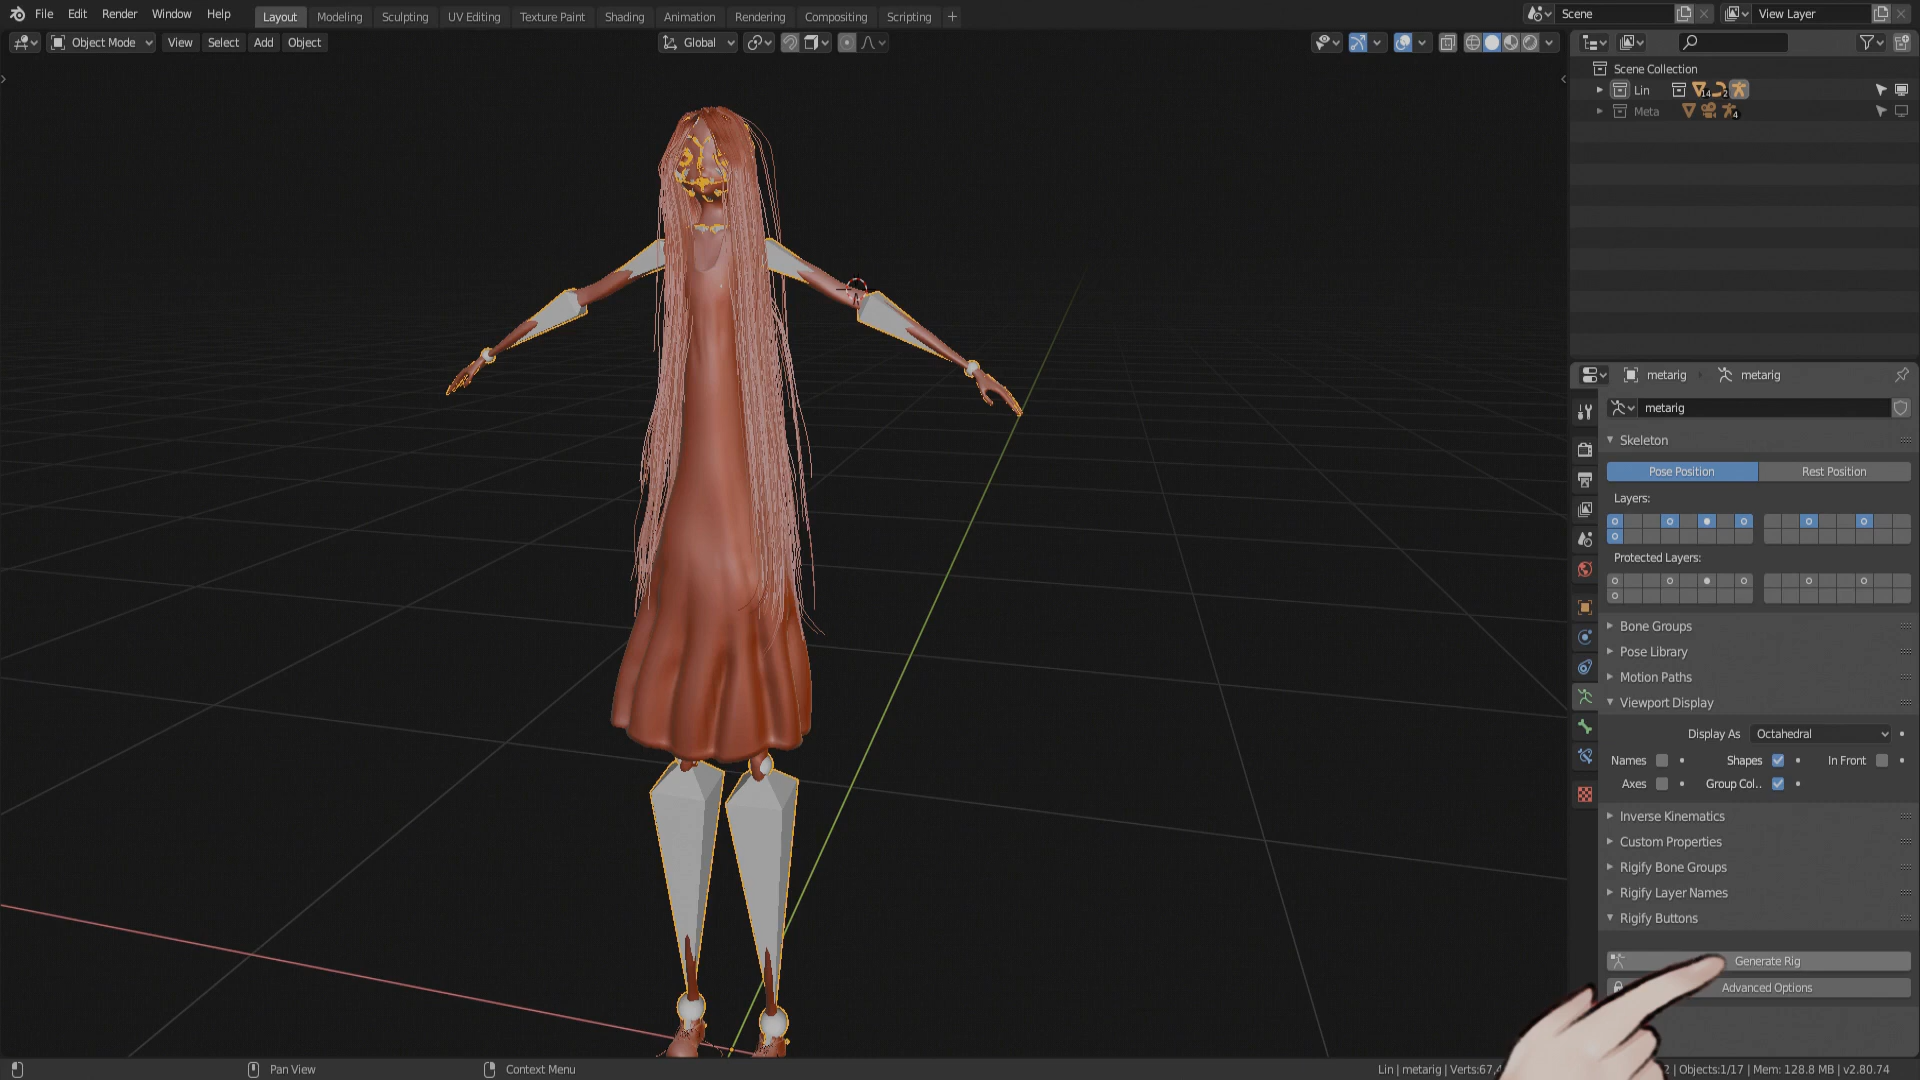 File Edit Render Window Help Layout Modeling Sculpting UV Editing Texture Paint Shading Animation Rendering Compositing Scripting Scene View Layer
Object Mode View Select Add Object Global
Scene Collection
Lin 14 2
Meta 4
metarig metarig
metarig
Skeleton
Pose Position Rest Position
Layers:
Protected Layers:
Bone Groups
Pose Library
Motion Paths
Viewport Display
Display As Octahedral
Names Shapes In Front
Axes Group Col..
Inverse Kinematics
Custom Properties
Rigify Bone Groups
Rigify Layer Names
Rigify Buttons
Generate Rig
Advanced Options
Pan View Context Menu Lin | metarig | Verts:67,4 | Objects:1/17 | Mem: 128.8 MB | v2.80.74